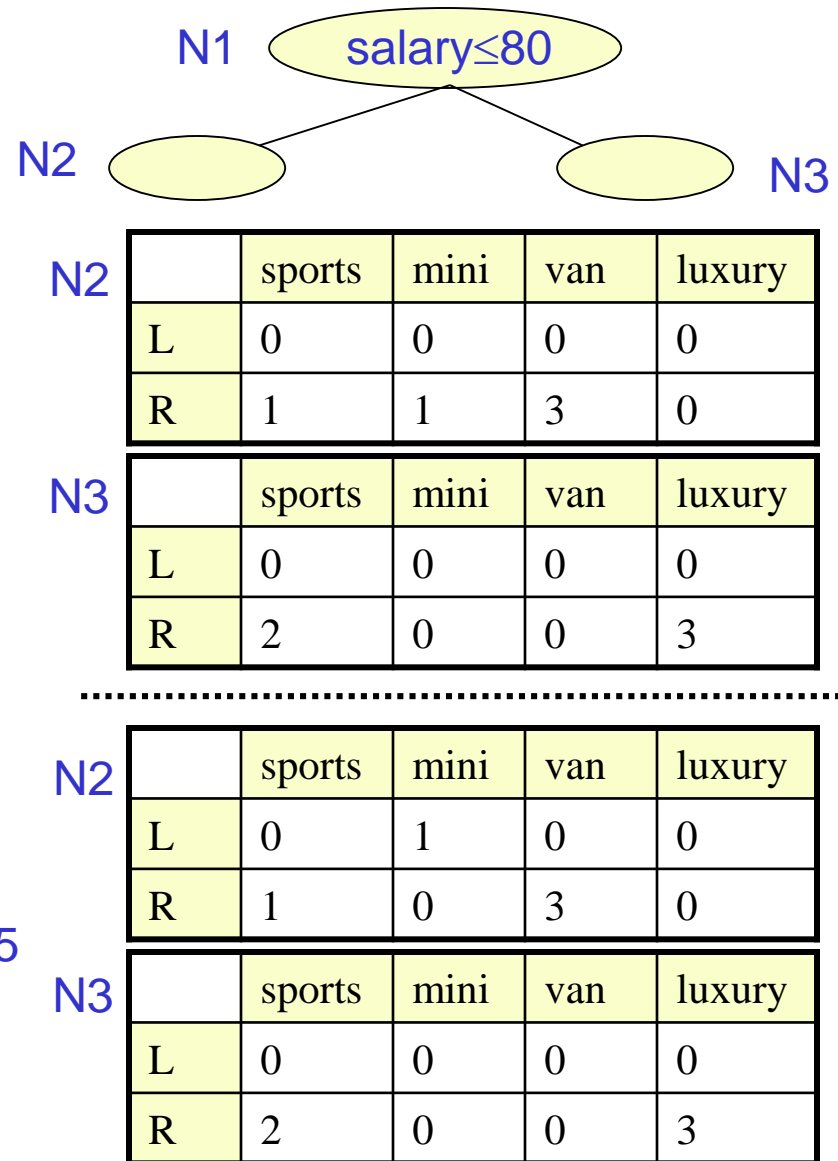 N1 salary≤80
N2 N3
N2 sports mini van luxury
L 0 0 0 0
R 1 1 3 0
N3 sports mini van luxury
L 0 0 0 0
R 2 0 0 3
N2 sports mini van luxury
L 0 1 0 0
R 1 0 3 0
5
N3 sports mini van luxury
L 0 0 0 0
R 2 0 0 3